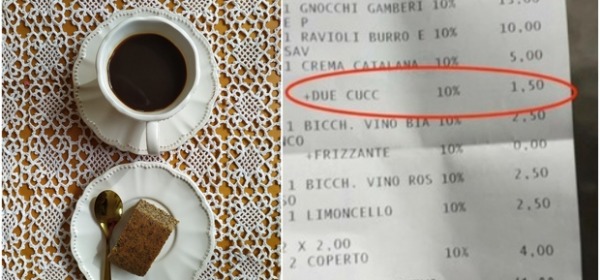 1 GNOCCHI GAMBERI 10%
E P
1 RAVIOLI BURRO E 10% 10.00
SAV
1 CREMA CATALANA 10% 5,00
+DUE CUCC 10% 1,50
1 BICCH. VINO BIA 10% 2,50
NCO
+FRIZZANTE 10% 0.00
1 BICCH. VINO ROS 10% 2,50
SO
1 LIMONCELLO 10% 2,50
2 X 2,00
2 COPERTO 10% 4,00